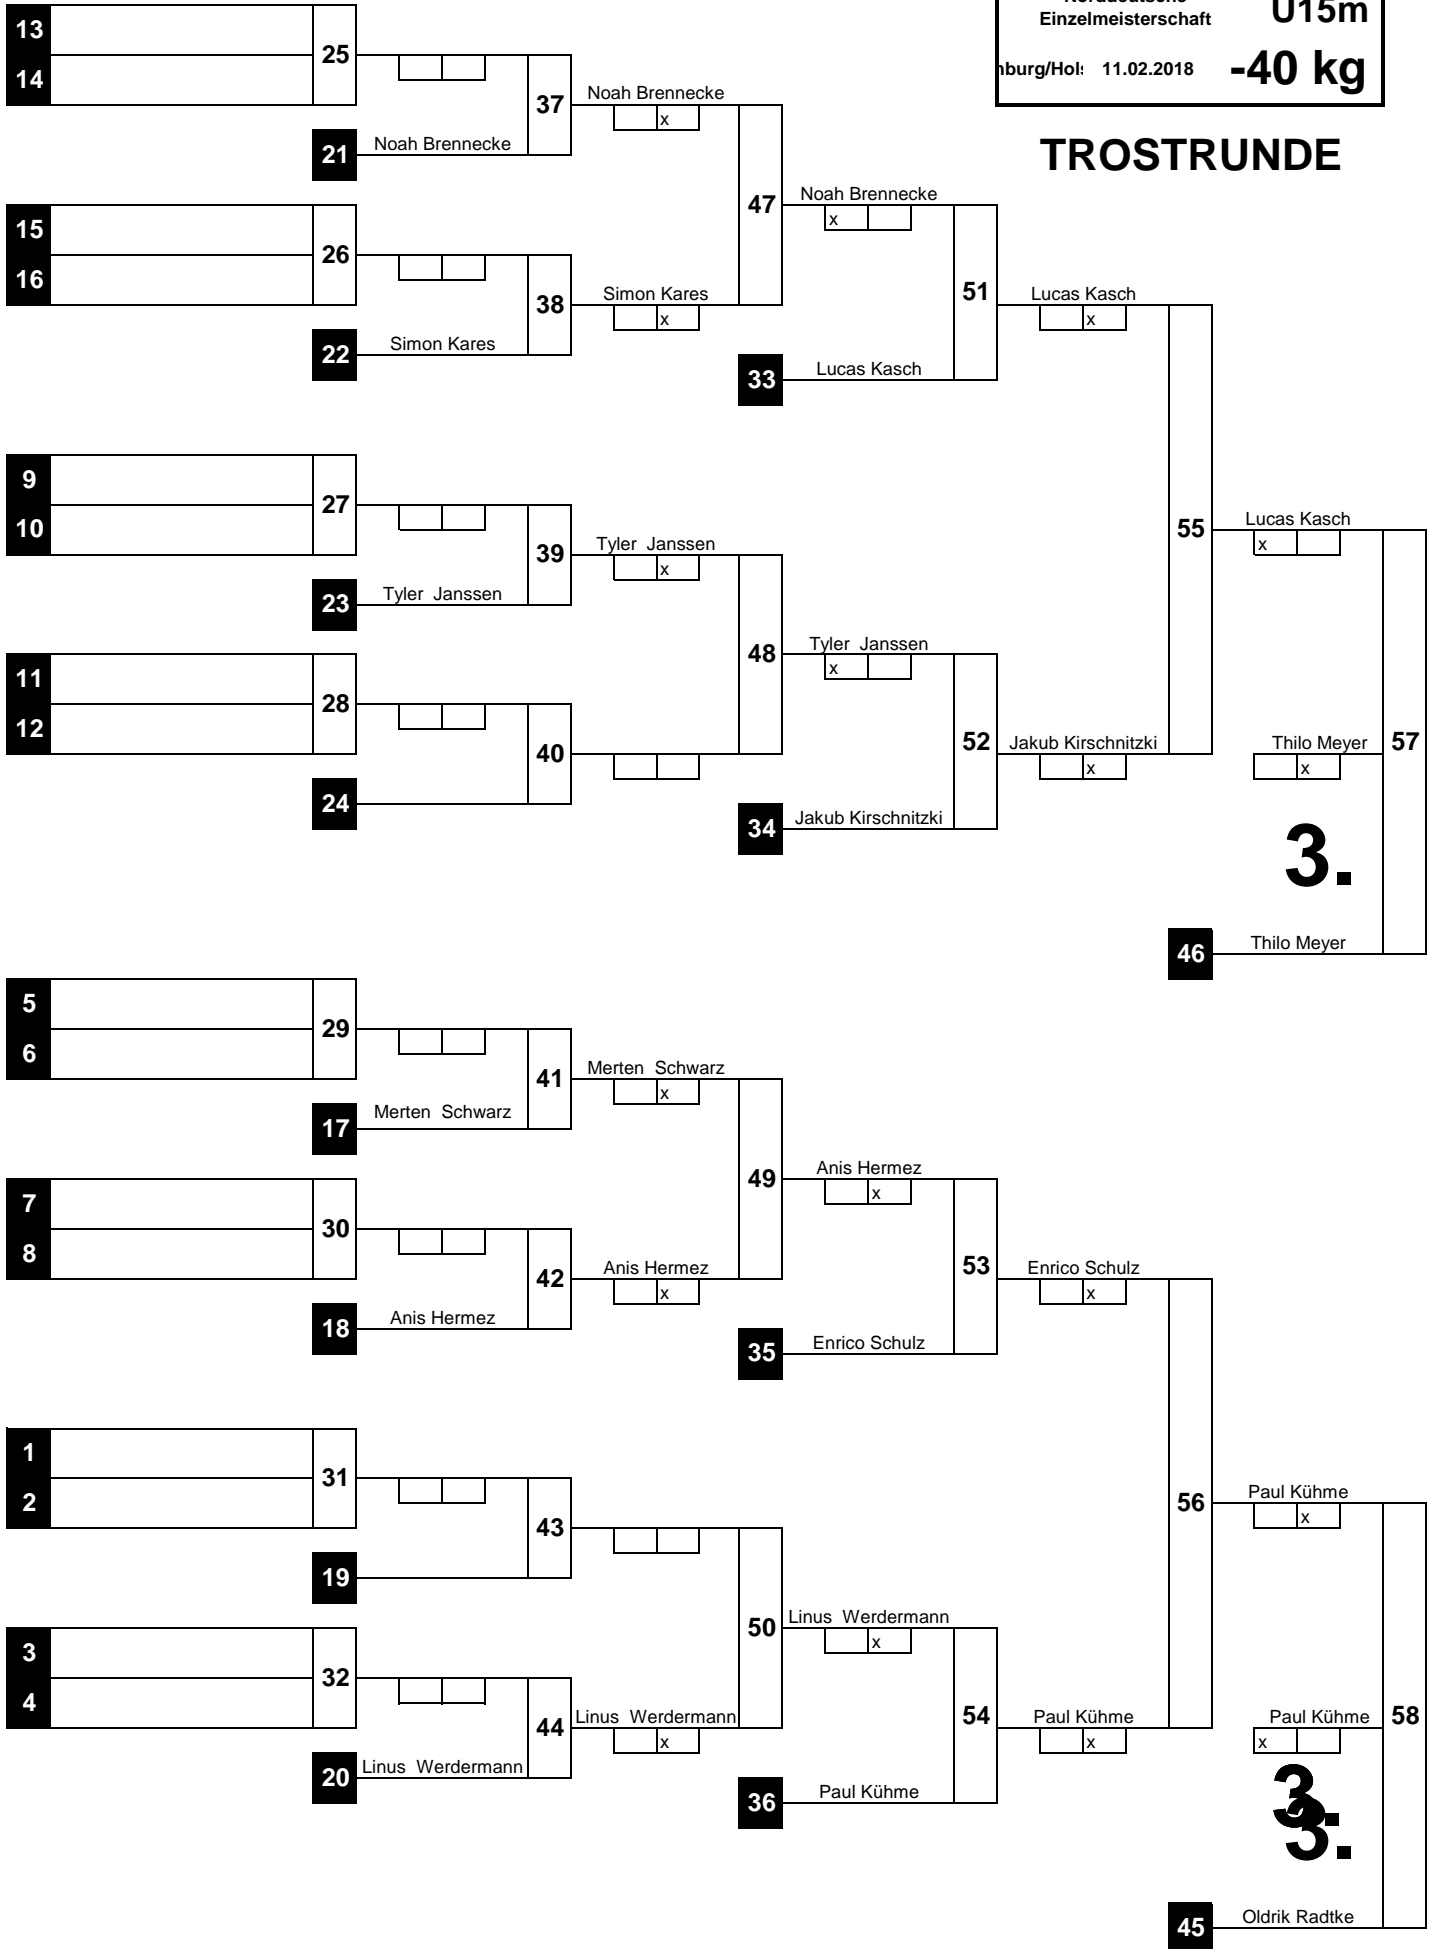 Norddeutsche
Einzelmeisterschaft
U15m
nburg/Hols 11.02.2018
-40 kg
TROSTRUNDE
13
14
25
21 Noah Brennecke
37
Noah Brennecke
x
15
16
26
22 Simon Kares
38
Simon Kares
x
47
Noah Brennecke
x
33 Lucas Kasch
51
Lucas Kasch
x
9
10
27
23 Tyler Janssen
39
Tyler Janssen
x
11
12
28
24
40
48
Tyler Janssen
x
34 Jakub Kirschnitzki
52
Jakub Kirschnitzki
x
55
Lucas Kasch
x
Thilo Meyer
x
57
3.
46 Thilo Meyer
5
6
29
17 Merten Schwarz
41
Merten Schwarz
x
7
8
30
18 Anis Hermez
42
Anis Hermez
x
49
Anis Hermez
x
35 Enrico Schulz
53
Enrico Schulz
x
1
2
31
19
43
3
4
32
20 Linus Werdermann
44
Linus Werdermann
x
50
Linus Werdermann
x
36 Paul Kühme
54
Paul Kühme
x
56
Paul Kühme
x
Paul Kühme
x
58
3.
3.
45 Oldrik Radtke